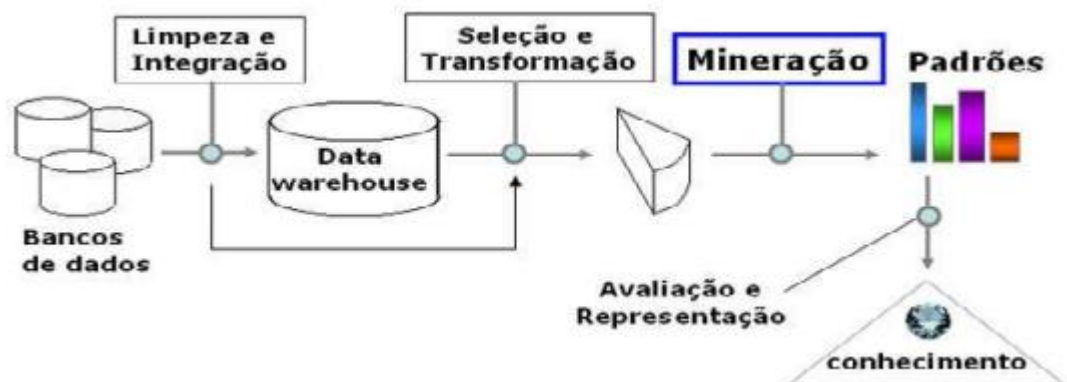 Limpeza e
Integração
Seleção e
Transformação
Mineração
Padrões
Data
warehouse
Bancos
de dados
Avaliação e
Representação
conhecimento